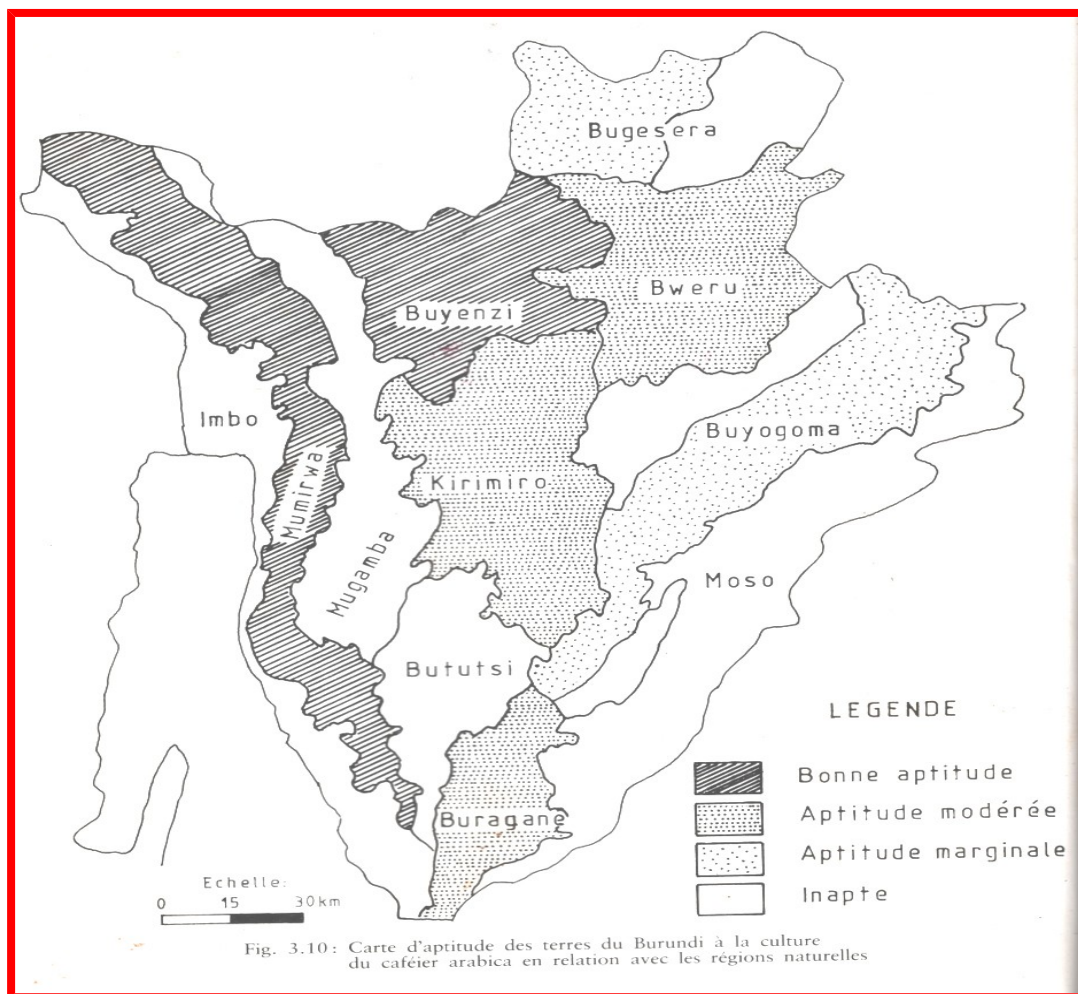 Bugesera
Buyenzi
Bweru
Imbo
Buyogoma
Mumirwa
Kirimiro
Mugamba
Moso
Bututsi
Buragane
LEGENDE
Bonne aptitude
Aptitude modérée
Aptitude marginale
Inapte
Echelle:
0 15 30 km
Fig. 3.10: Carte d'aptitude des terres du Burundi à la culture
du caféier arabica en relation avec les régions naturelles